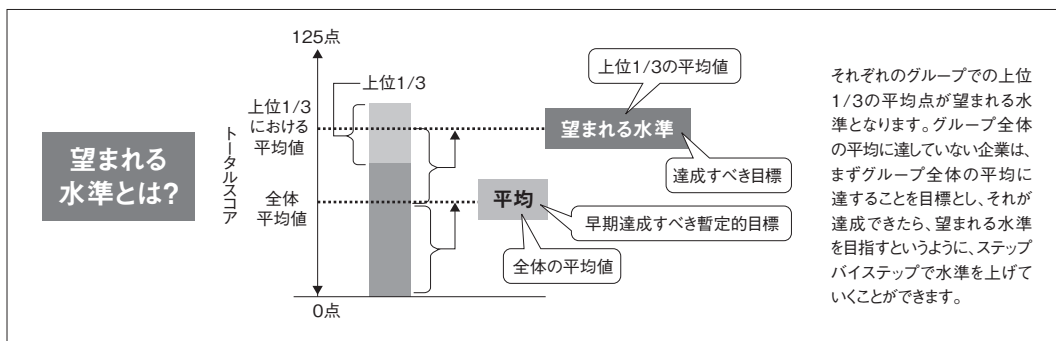 望まれる
水準とは?
125点
上位1/3
上位1/3
における
平均値
トータルスコア
全体
平均値
0点
上位1/3の平均値
望まれる水準
達成すべき目標
平均
早期達成すべき暫定的目標
全体の平均値
それぞれのグループでの上位
1/3の平均点が望まれる水
準となります。グループ全体
の平均に達していない企業は、
まずグループ全体の平均に
達することを目標とし、それが
達成できたら、望まれる水準
を目指すというように、ステップ
バイステップで水準を上げて
いくことができます。